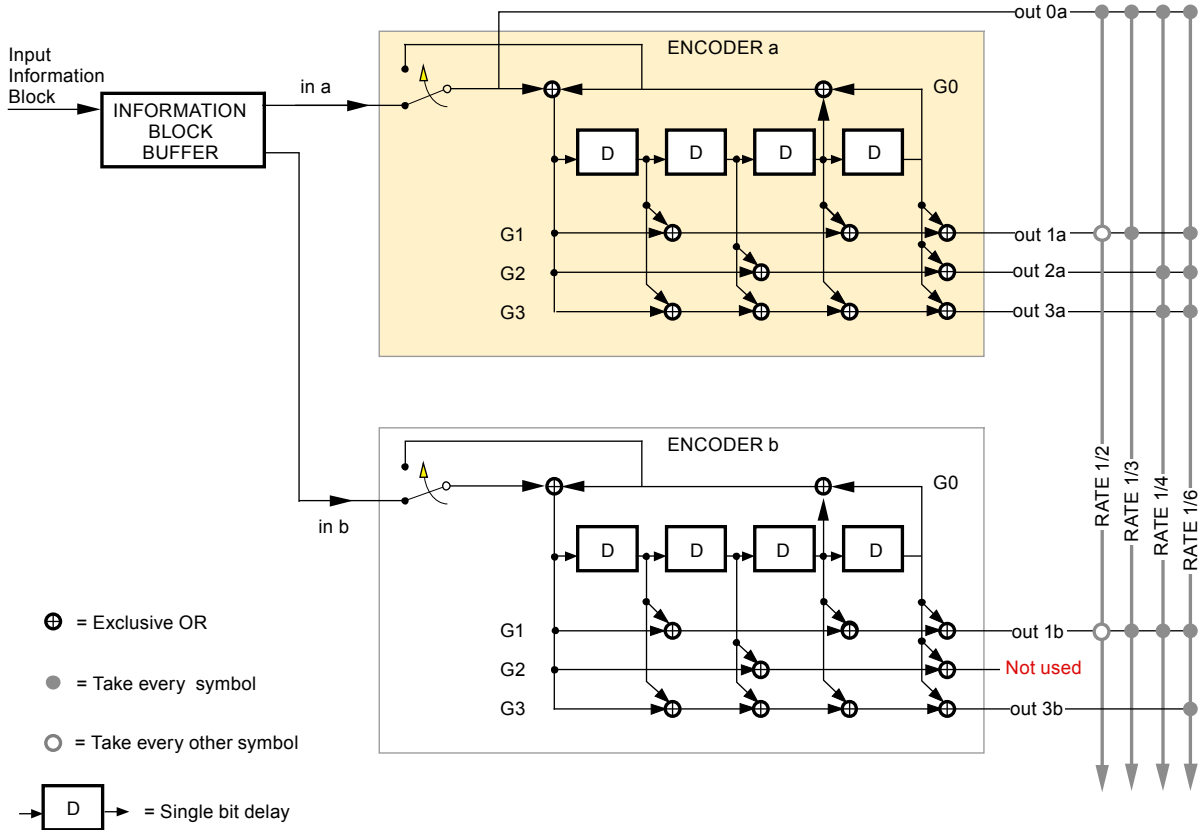 out 0a
ENCODER a
Input
Information
Block
in a
INFORMATION
BLOCK
BUFFER
G0
D
D
D
D
G1
out 1a
G2
out 2a
G3
out 3a
RATE 1/2
RATE 1/3
RATE 1/4
RATE 1/6
ENCODER b
in b
G0
D
D
D
D
G1
out 1b
G2
Not used
G3
out 3b
= Exclusive OR
= Take every symbol
= Take every other symbol
D
= Single bit delay